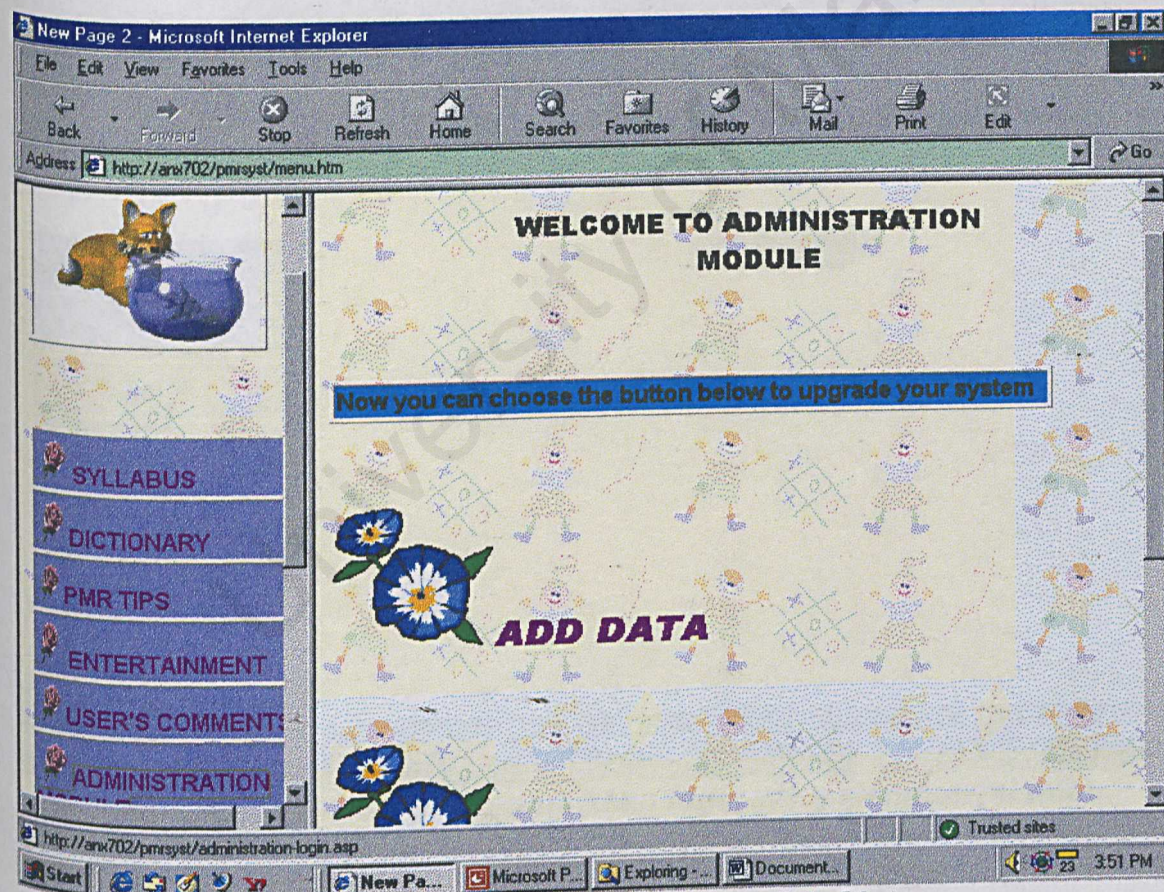 New Page 2 - Microsoft Internet Explorer
File Edit View Favorites Tools Help
Back Forward Stop Refresh Home Search Favorites History Mail Print Edit
Address http://anx702/pmrsyst/menu.htm Go
WELCOME TO ADMINISTRATION
MODULE
Now you can choose the button below to upgrade your system
SYLLABUS
DICTIONARY
PMR TIPS
ENTERTAINMENT
USER'S COMMENTS
ADMINISTRATION
ADD DATA
http://anx702/pmrsyst/administration-login.asp Trusted sites
Start New Pa... Microsoft P... Exploring - ... Document... 23 3:51 PM